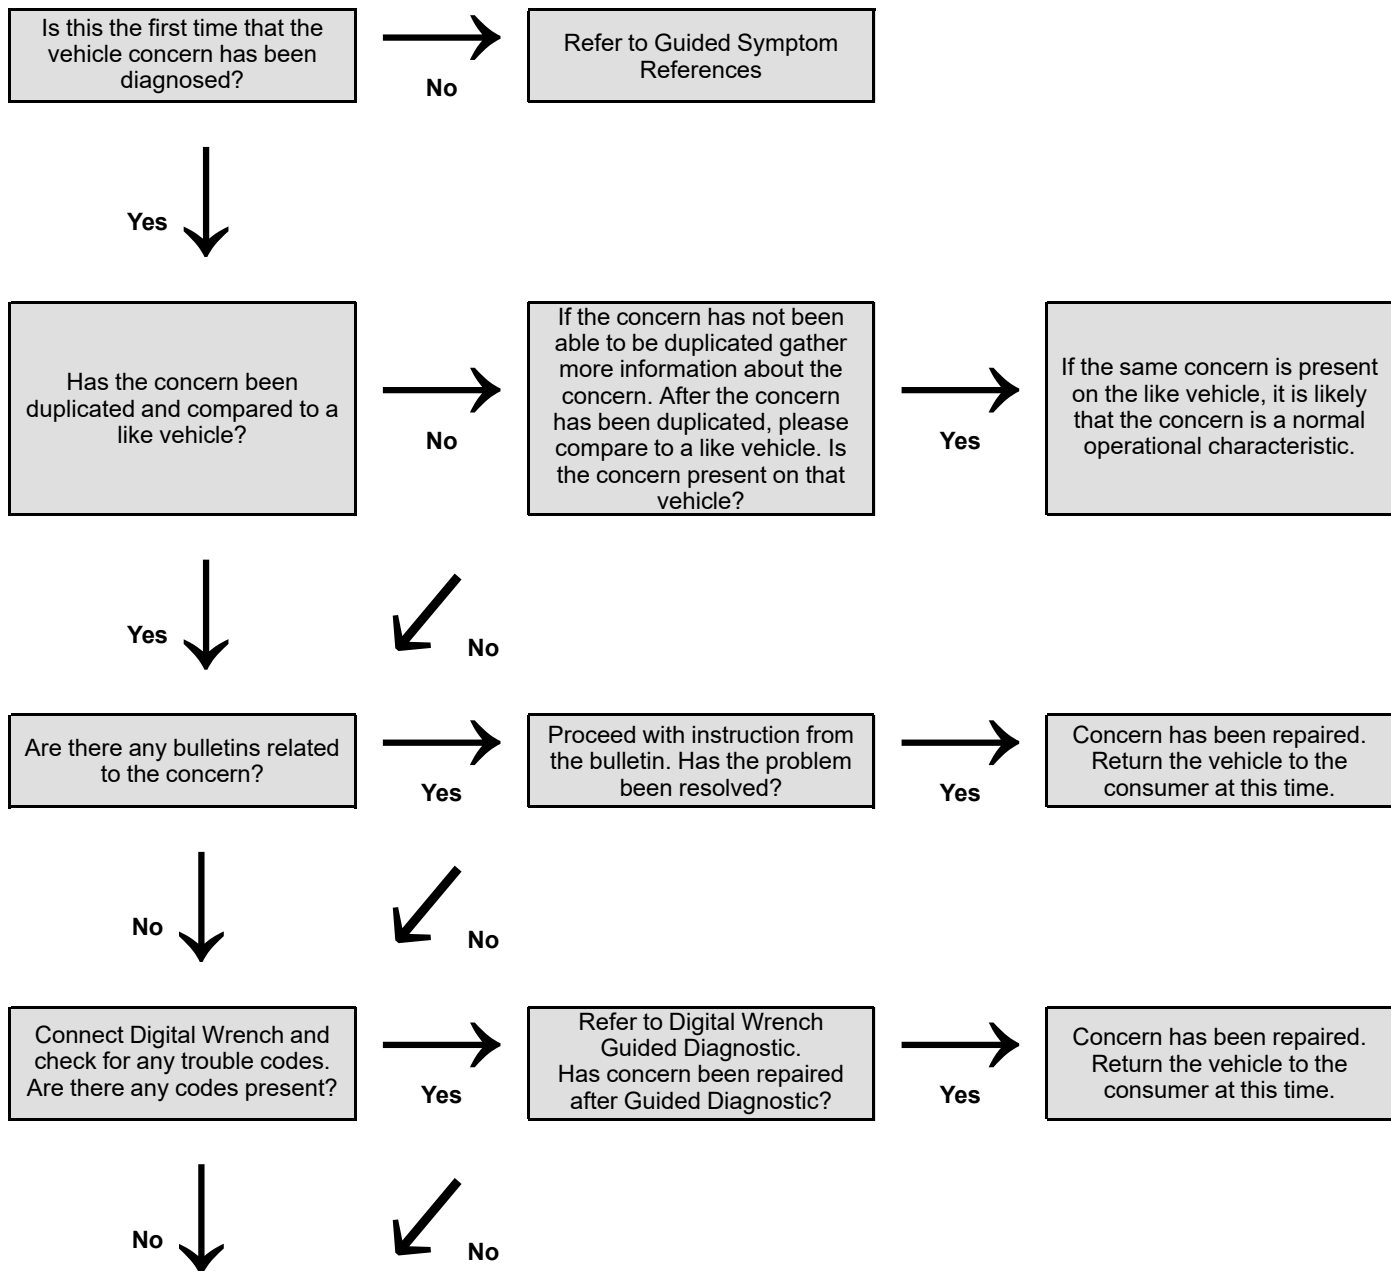 Is this the first time that the
vehicle concern has been
diagnosed?
No
Refer to Guided Symptom
References
Yes
Has the concern been
duplicated and compared to a
like vehicle?
No
If the concern has not been
able to be duplicated gather
more information about the
concern. After the concern
has been duplicated, please
compare to a like vehicle. Is
the concern present on that
vehicle?
Yes
If the same concern is present
on the like vehicle, it is likely
that the concern is a normal
operational characteristic.
Yes
No
Are there any bulletins related
to the concern?
Yes
Proceed with instruction from
the bulletin. Has the problem
been resolved?
Yes
Concern has been repaired.
Return the vehicle to the
consumer at this time.
No
No
Connect Digital Wrench and
check for any trouble codes.
Are there any codes present?
Yes
Refer to Digital Wrench
Guided Diagnostic.
Has concern been repaired
after Guided Diagnostic?
Yes
Concern has been repaired.
Return the vehicle to the
consumer at this time.
No
No